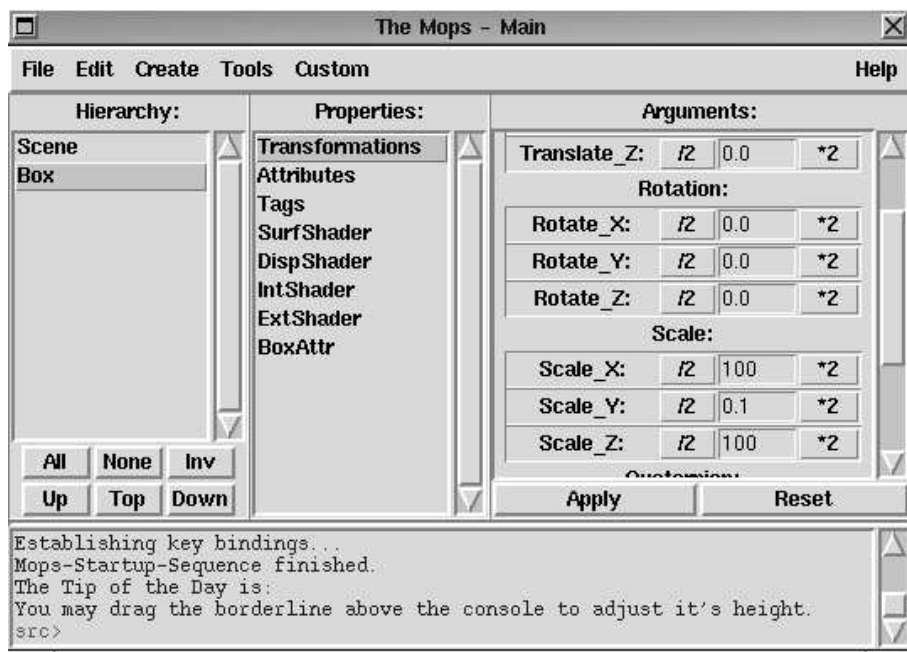 The Mops - Main
File Edit Create Tools Custom Help
Hierarchy:
Scene
Box
All None Inv
Up Top Down
Properties:
Transformations
Attributes
Tags
SurfShader
DispShader
IntShader
ExtShader
BoxAttr
Arguments:
Translate_Z: /2 0.0 *2
Rotation:
Rotate_X: /2 0.0 *2
Rotate_Y: /2 0.0 *2
Rotate_Z: /2 0.0 *2
Scale:
Scale_X: /2 100 *2
Scale_Y: /2 0.1 *2
Scale_Z: /2 100 *2
Quaternion:
Apply Reset
Establishing key bindings...
Mops-Startup-Sequence finished.
The Tip of the Day is:
You may drag the borderline above the console to adjust it's height.
src>